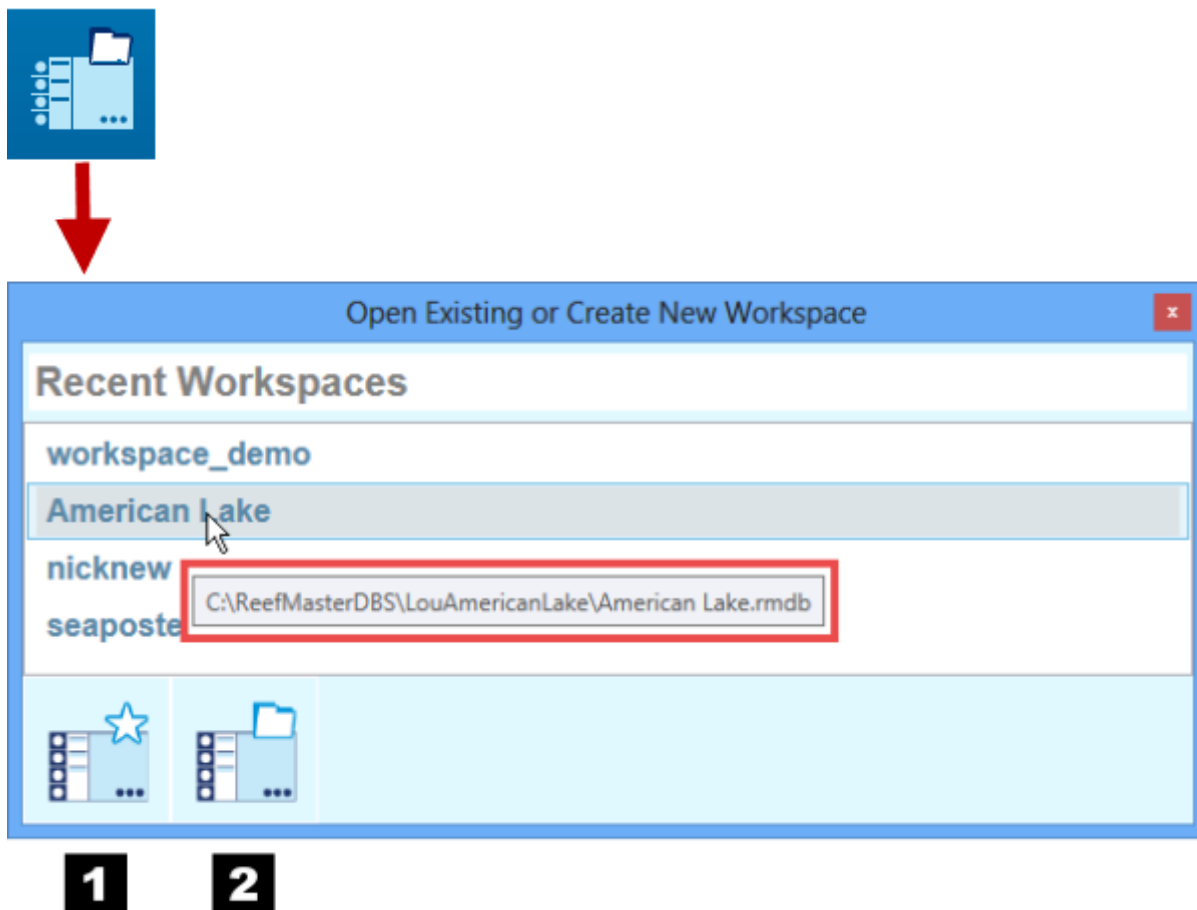 Open Existing or Create New Workspace
x
Recent Workspaces
workspace_demo
American Lake
nicknew
C:\ReefMasterDBS\LouAmericanLake\American Lake.rmdb
seaposte
1 2